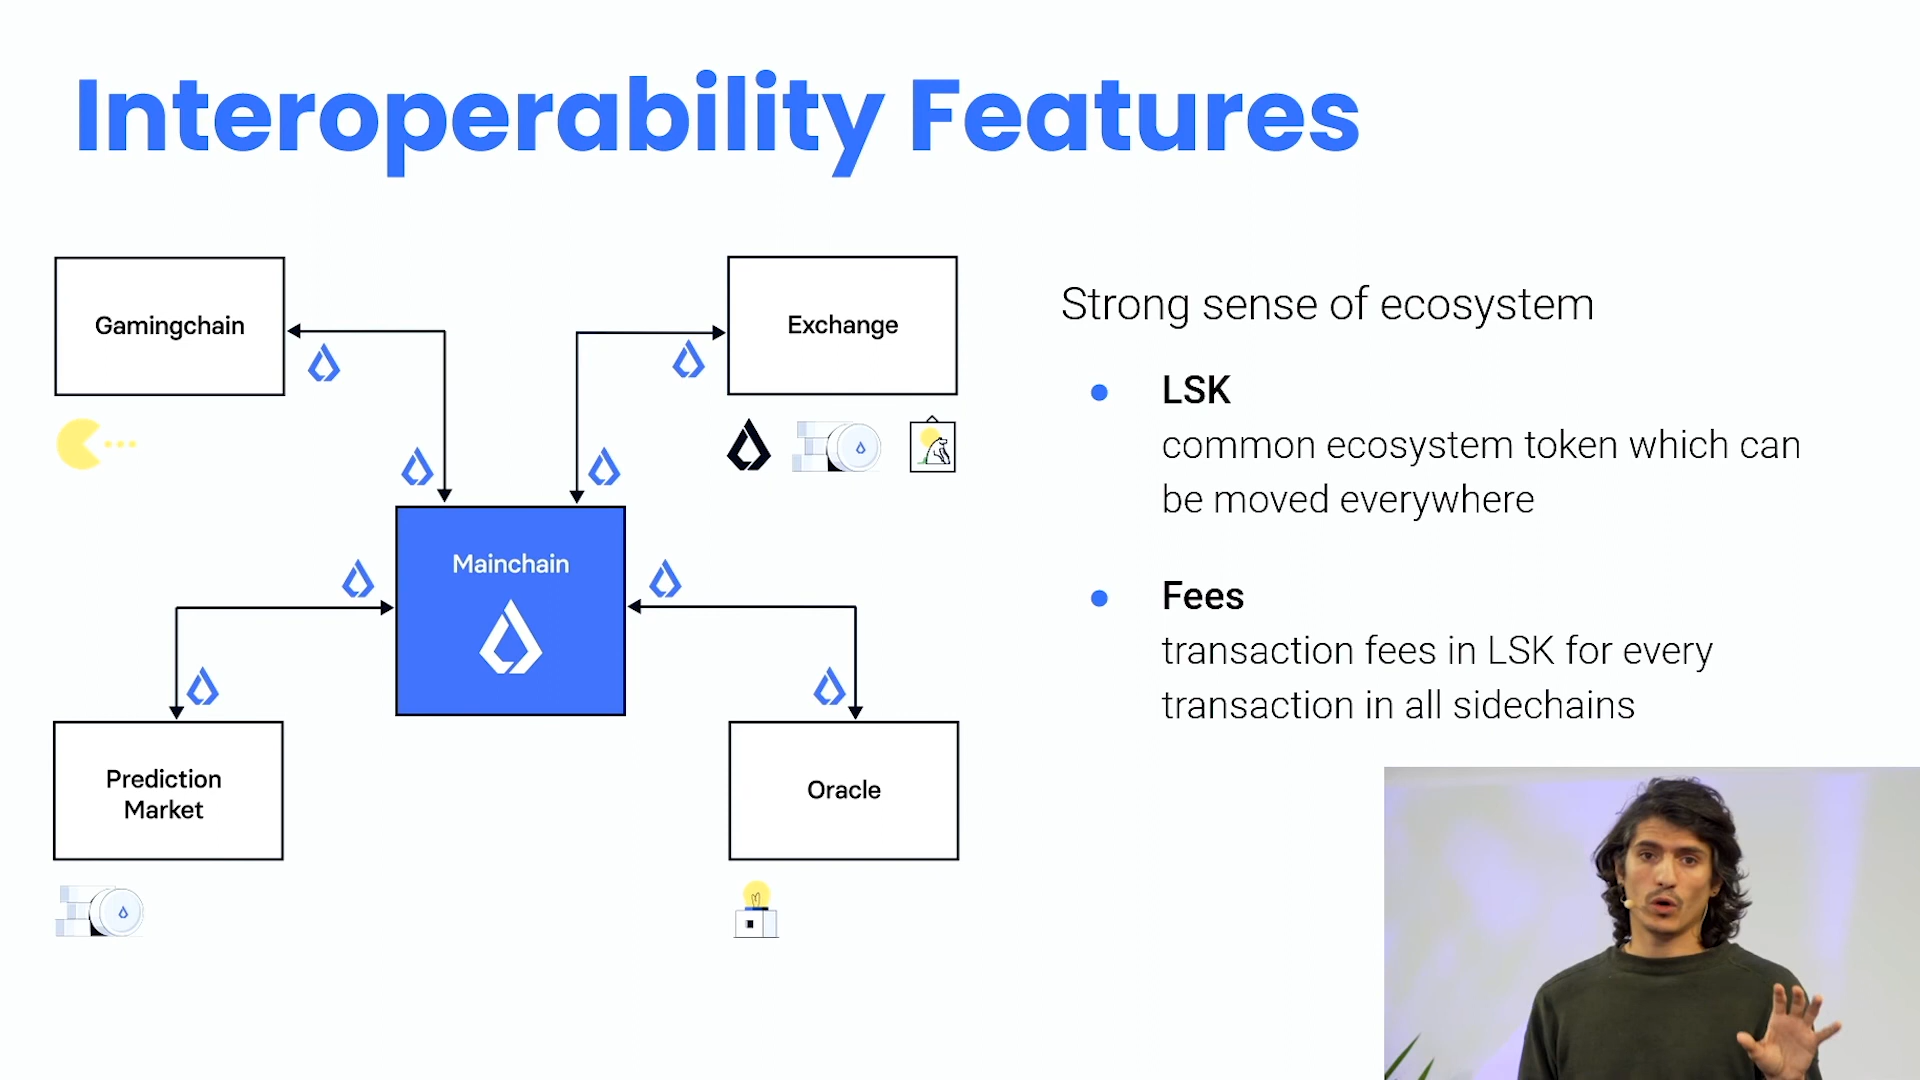 Interoperability Features
Gamingchain
Exchange
Mainchain
Prediction
Market
Oracle
Strong sense of ecosystem
LSK
common ecosystem token which can
be moved everywhere
Fees
transaction fees in LSK for every
transaction in all sidechains